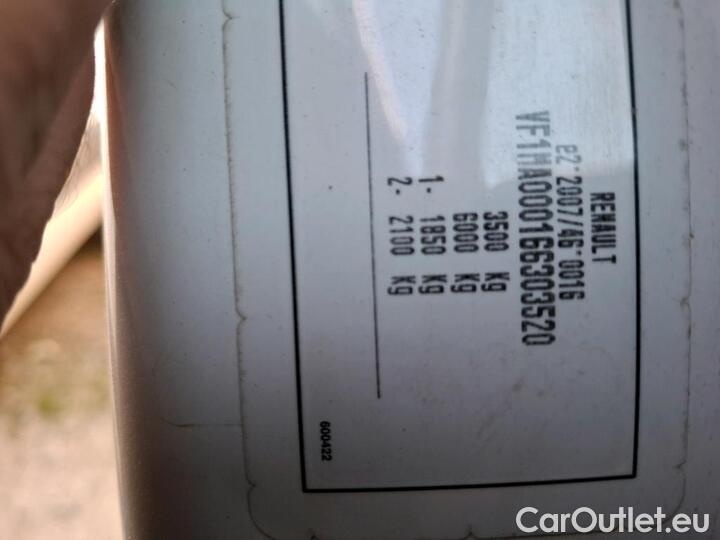 RENAULT
e2*2007/46*0016
VF1MA000166303520
3500 Kg
6000 Kg
1- 1850 Kg
2- 2100 Kg
600422
CarOutlet.eu